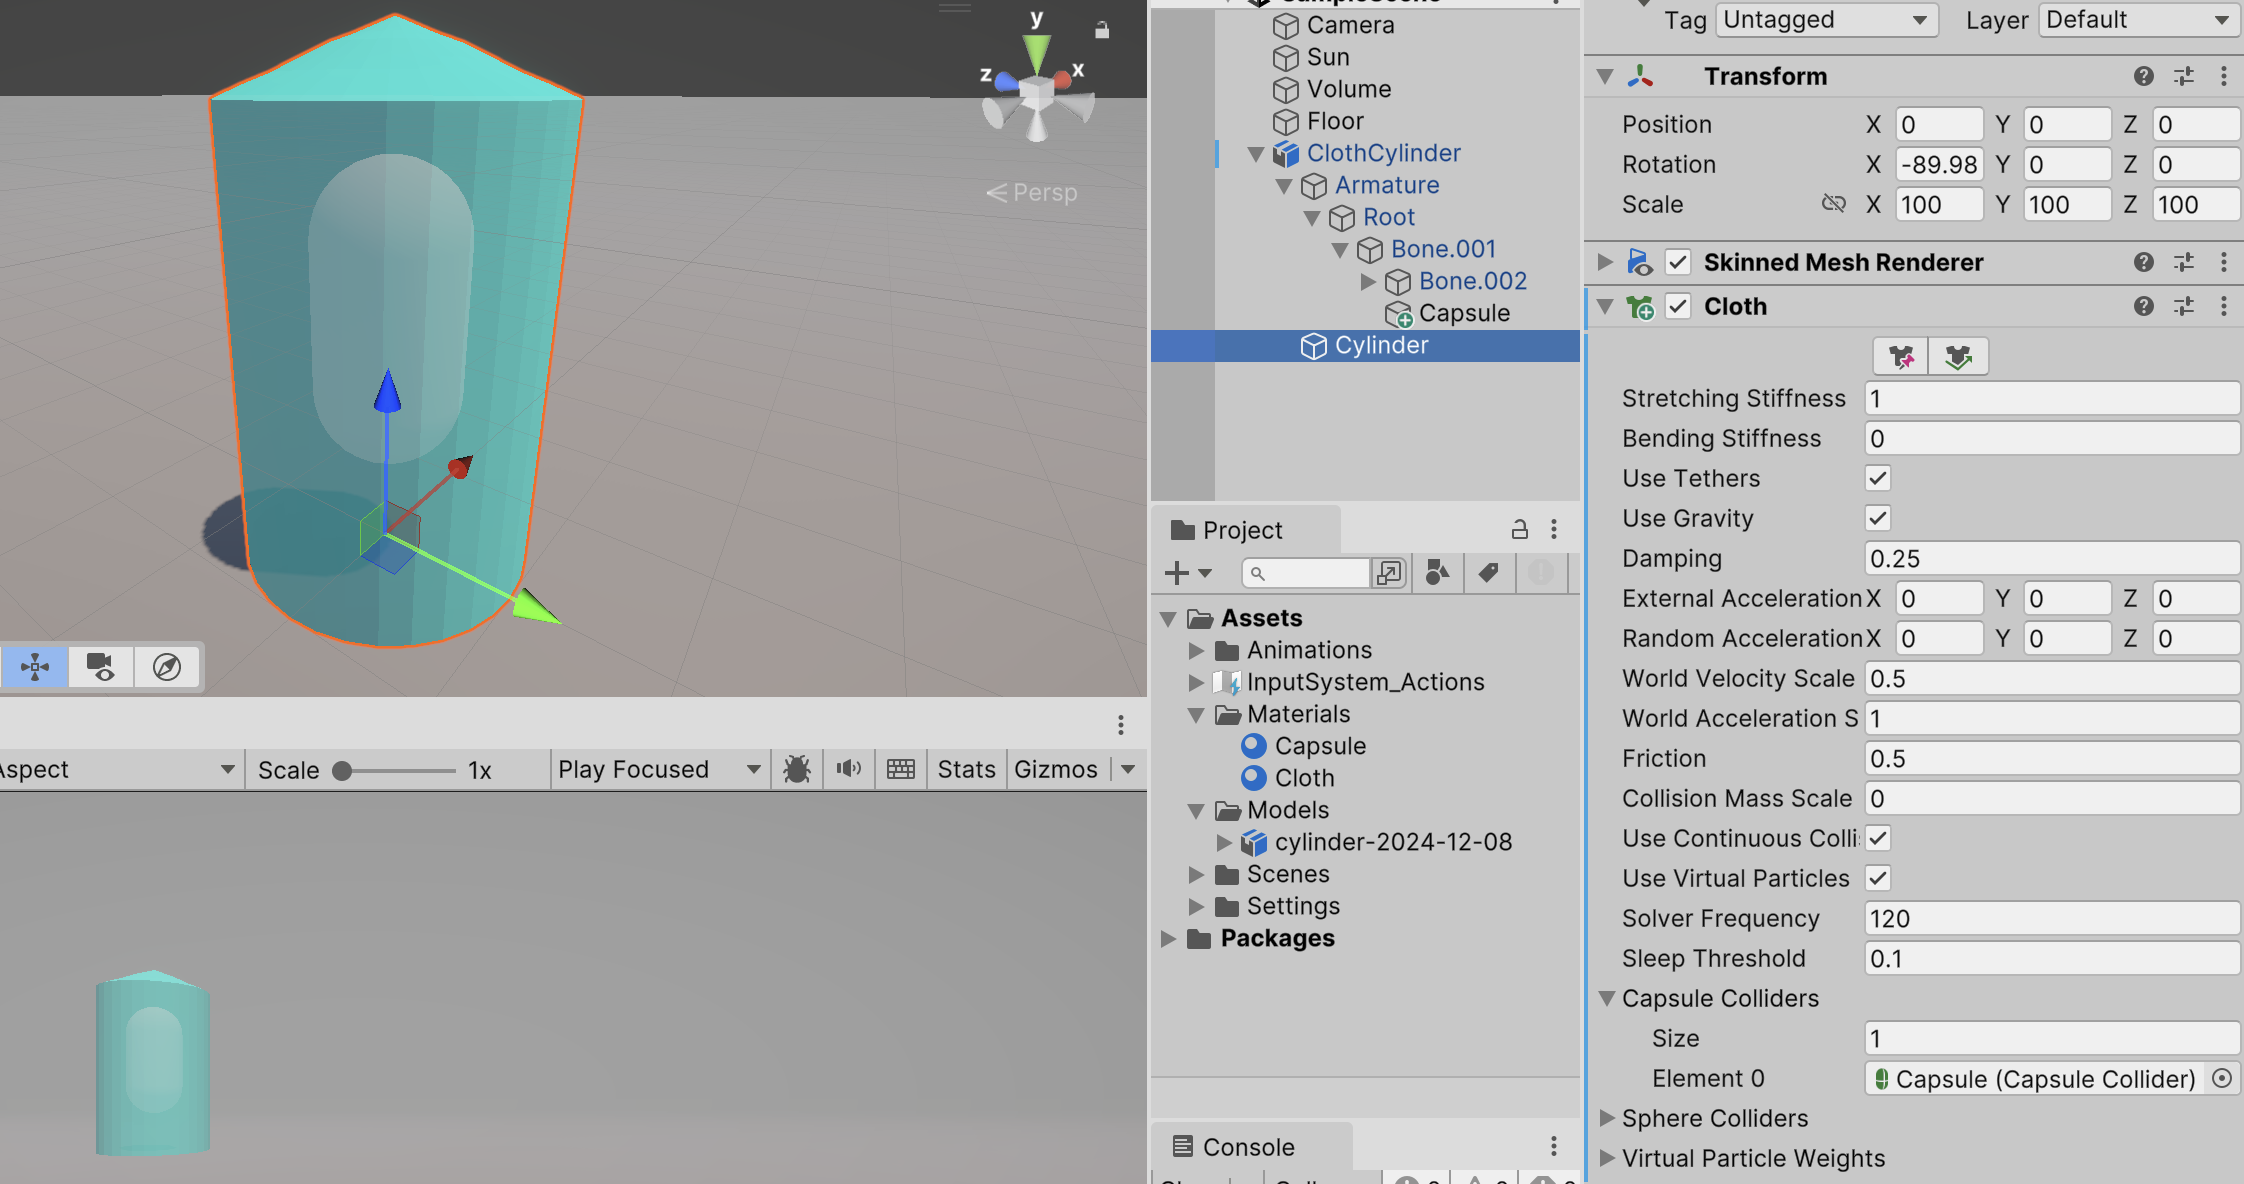 y
x
z
Persp
Aspect
Scale
1x
Play Focused
Stats
Gizmos
SampleScene
Camera
Sun
Volume
Floor
ClothCylinder
Armature
Root
Bone.001
Bone.002
Capsule
Cylinder
Project
Assets
Animations
InputSystem_Actions
Materials
Capsule
Cloth
Models
cylinder-2024-12-08
Scenes
Settings
Packages
Console
Tag Untagged Layer Default
Transform
Position X 0 Y 0 Z 0
Rotation X -89.98 Y 0 Z 0
Scale X 100 Y 100 Z 100
Skinned Mesh Renderer
Cloth
Stretching Stiffness 1
Bending Stiffness 0
Use Tethers
Use Gravity
Damping 0.25
External Acceleration X 0 Y 0 Z 0
Random Acceleration X 0 Y 0 Z 0
World Velocity Scale 0.5
World Acceleration S 1
Friction 0.5
Collision Mass Scale 0
Use Continuous Colli
Use Virtual Particles
Solver Frequency 120
Sleep Threshold 0.1
Capsule Colliders
Size 1
Element 0 Capsule (Capsule Collider)
Sphere Colliders
Virtual Particle Weights